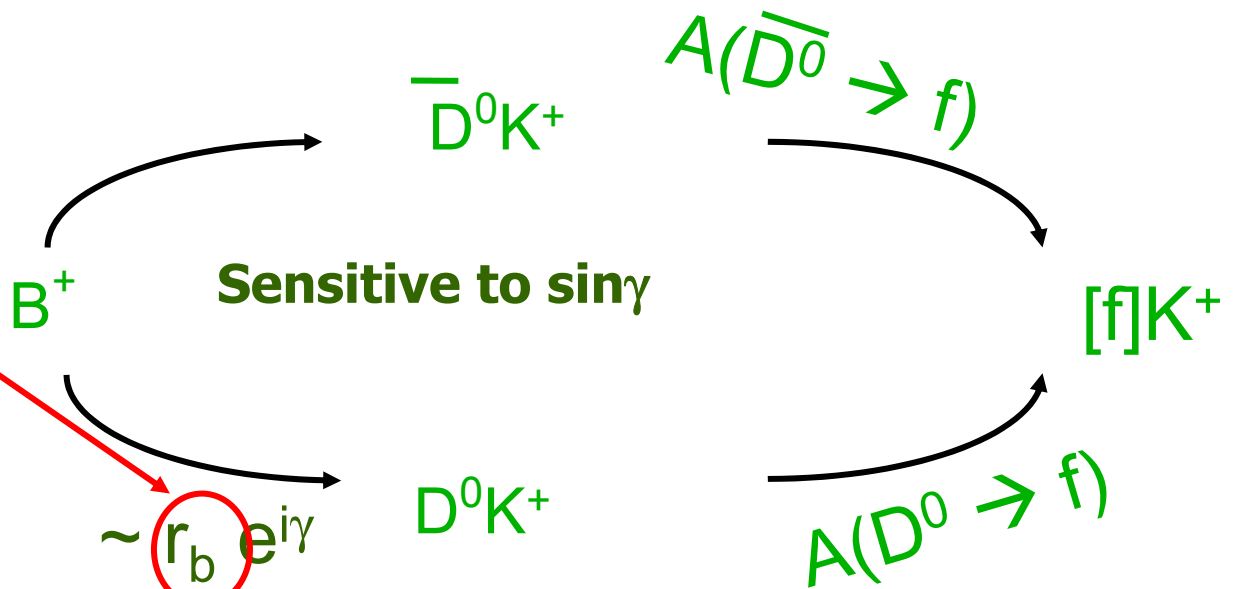 A(D̅⁰ → f)
D̅⁰K⁺
B⁺
Sensitive to sinγ
[f]K⁺
~ r_b e^{iγ}
D⁰K⁺
A(D⁰ → f)